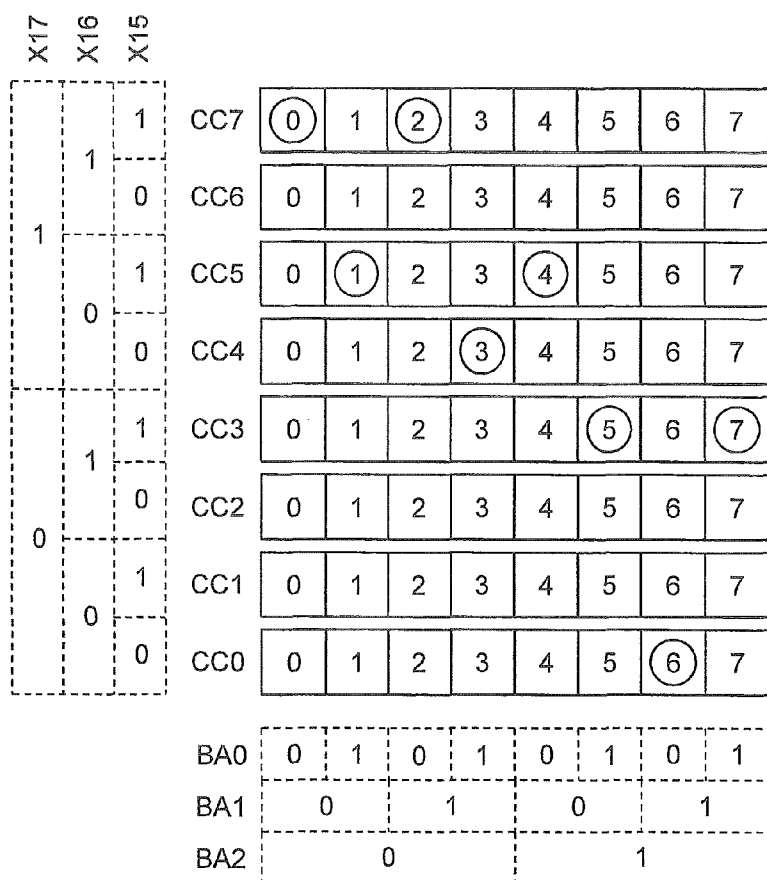 X17 X16 X15
1 CC7 0 1 2 3 4 5 6 7
1
0 CC6 0 1 2 3 4 5 6 7
1
1 CC5 0 1 2 3 4 5 6 7
0
0 CC4 0 1 2 3 4 5 6 7
1 CC3 0 1 2 3 4 5 6 7
1
0 CC2 0 1 2 3 4 5 6 7
0
1 CC1 0 1 2 3 4 5 6 7
0
0 CC0 0 1 2 3 4 5 6 7
BA0 0 1 0 1 0 1 0 1
BA1 0 1 0 1
BA2 0 1